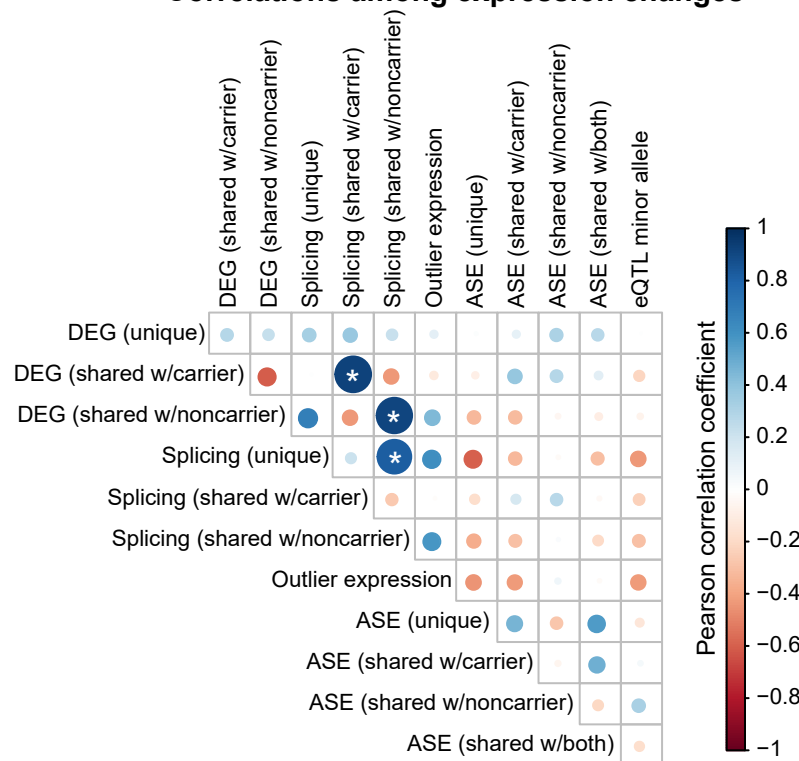 Correlations among expression changes
DEG (shared w/carrier)
DEG (shared w/noncarrier)
Splicing (unique)
Splicing (shared w/carrier)
Splicing (shared w/noncarrier)
Outlier expression
ASE (unique)
ASE (shared w/carrier)
ASE (shared w/noncarrier)
ASE (shared w/both)
eQTL minor allele
DEG (unique)
DEG (shared w/carrier)
*
DEG (shared w/noncarrier)
*
Splicing (unique)
*
Splicing (shared w/carrier)
Splicing (shared w/noncarrier)
Outlier expression
ASE (unique)
ASE (shared w/carrier)
ASE (shared w/noncarrier)
ASE (shared w/both)
Pearson correlation coefficient
1
0.8
0.6
0.4
0.2
0
−0.2
−0.4
−0.6
−0.8
−1